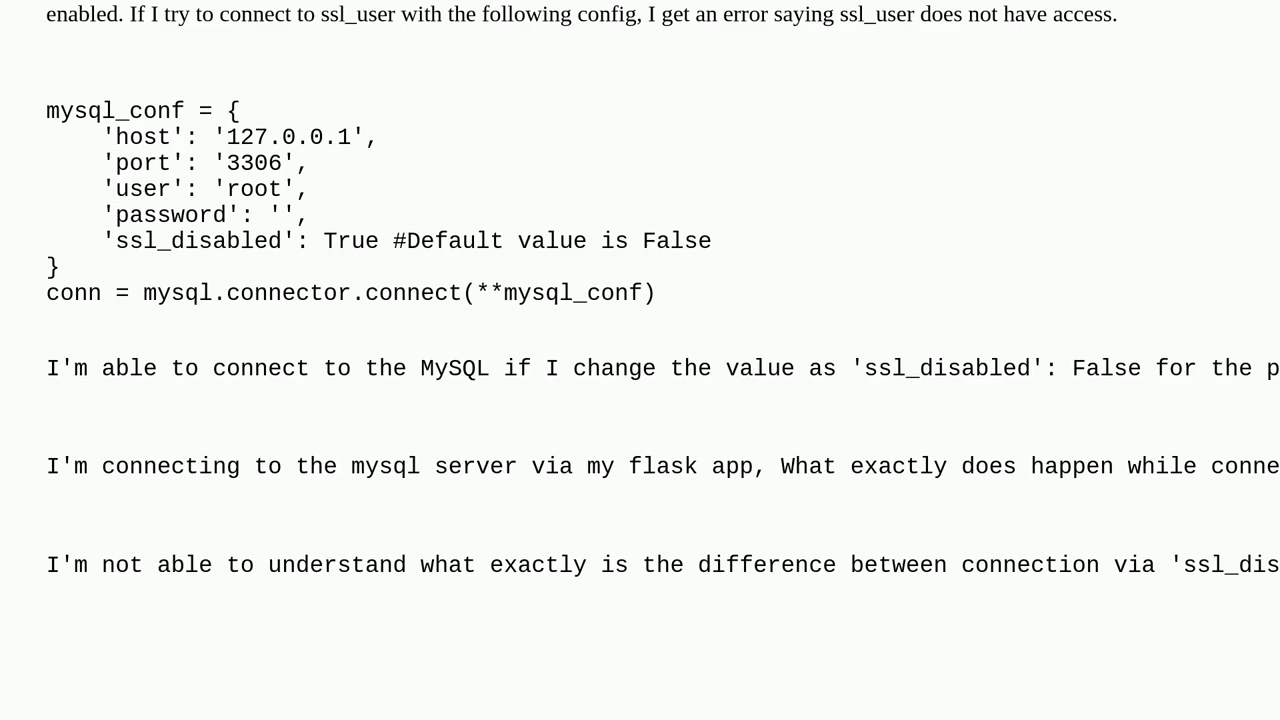 enabled. If I try to connect to ssl_user with the following config, I get an error saying ssl_user does not have access.
mysql_conf = {
    'host': '127.0.0.1',
    'port': '3306',
    'user': 'root',
    'password': '',
    'ssl_disabled': True #Default value is False
}
conn = mysql.connector.connect(**mysql_conf)
I'm able to connect to the MySQL if I change the value as 'ssl_disabled': False for the
I'm connecting to the mysql server via my flask app, What exactly does happen while
I'm not able to understand what exactly is the difference between connection via